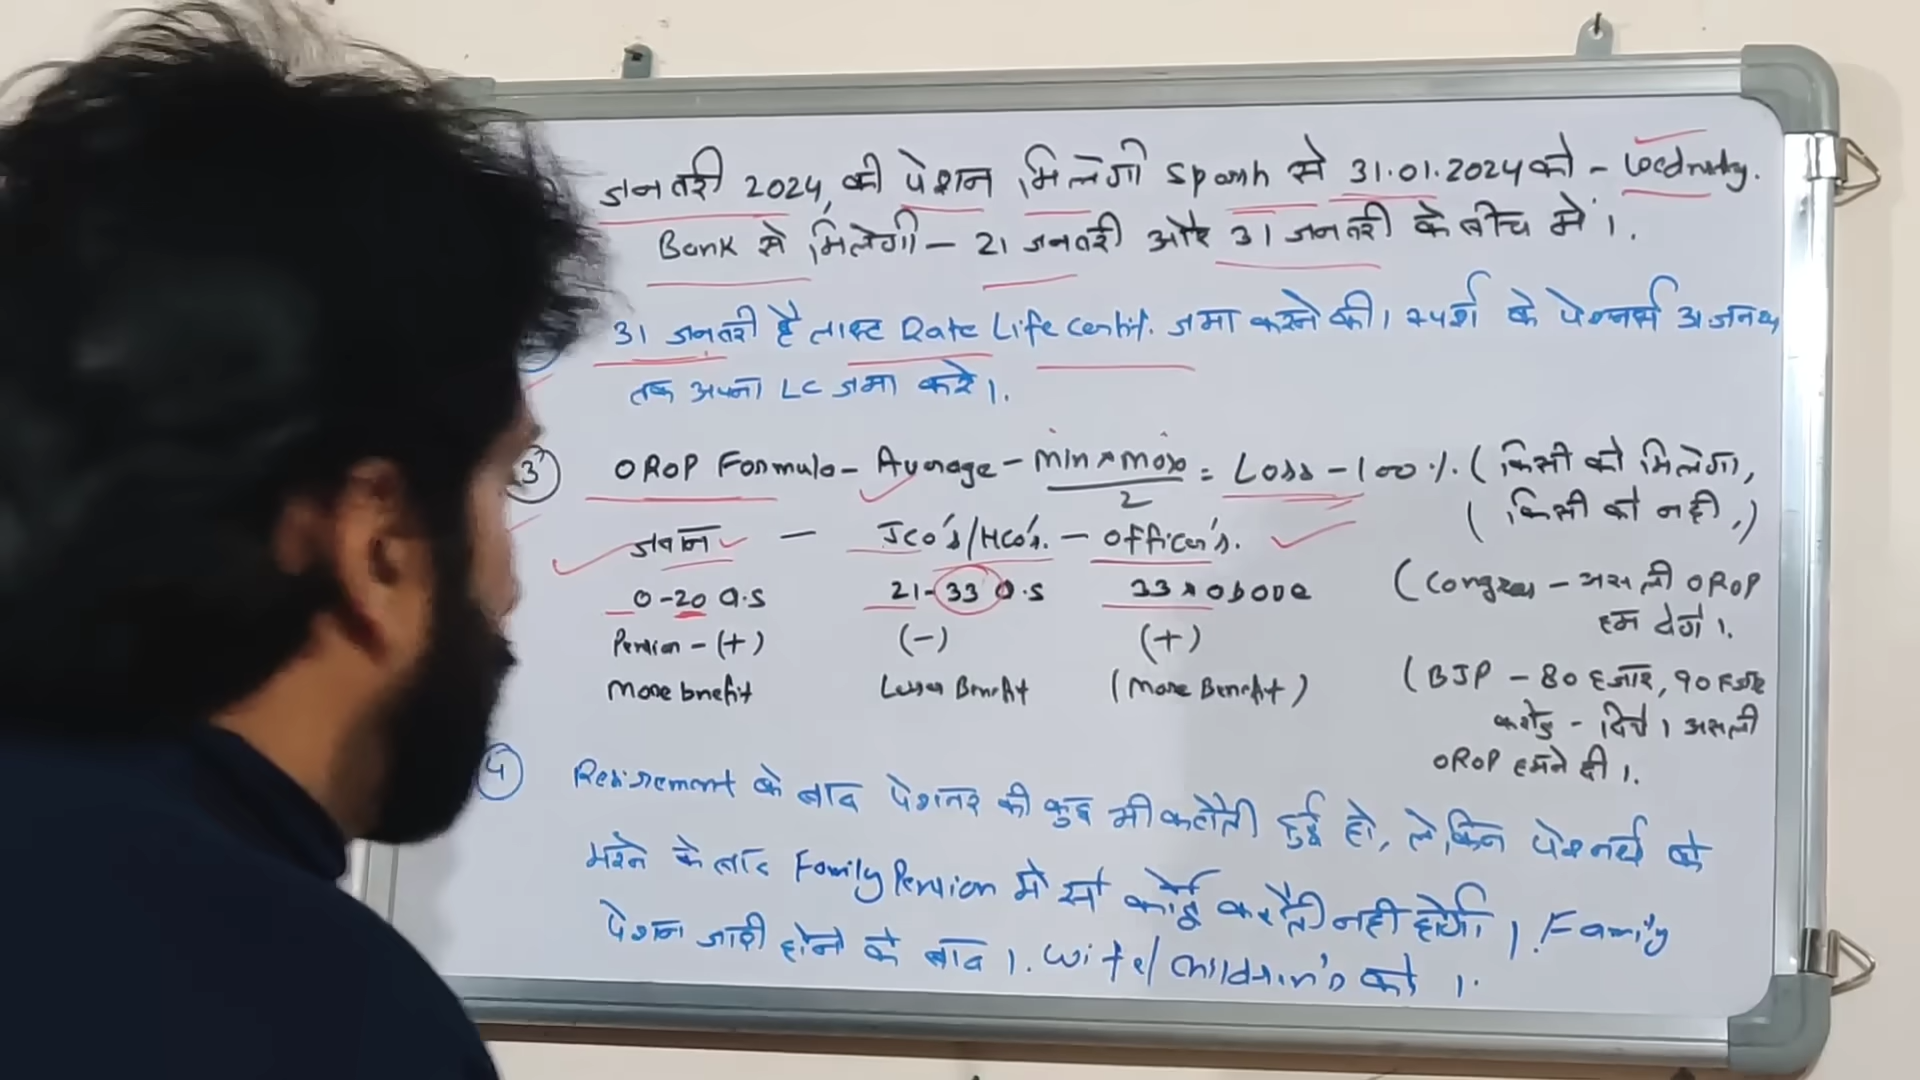 जनवरी 2024, की पेंशन मिलेगी Sparsh से 31.01.2024 को - Wednesday.
Bank से मिलेगी - 21 जनवरी और 31 जनवरी के बीच में।
31 जनवरी है लास्ट Date Life Certif. जमा करने की। स्पर्श के पेन्शनर्स 31 जनवरी
तक अपना LC जमा करे।
3 ORoP Formula - Average - min + max / 2 = Loss - 100 %. ( किसी को मिलेगा,
( किसी को नही, )
जवान - JCo's/HCo's. - officer's.
0-20 Q.S 21-33 Q.S 33 & above
Pension - (+) (-) (+)
More benefit Lesser Benefit (More Benefit)
(Congress - असली OROP
हम देंगे।
(BJP - 80 हजार, 90 हजार
करोड़ - दिये। असली
OROP हमने दी।
4 Retirement के बाद पेंशनर की कुछ भी कटौती हुई हो, लेकिन पेंशनर्स के
मरने के बाद Family Pension में से कोई कटौती नही होगी। Family
पेंशन जारी होने के बाद। Wife/Children's को।